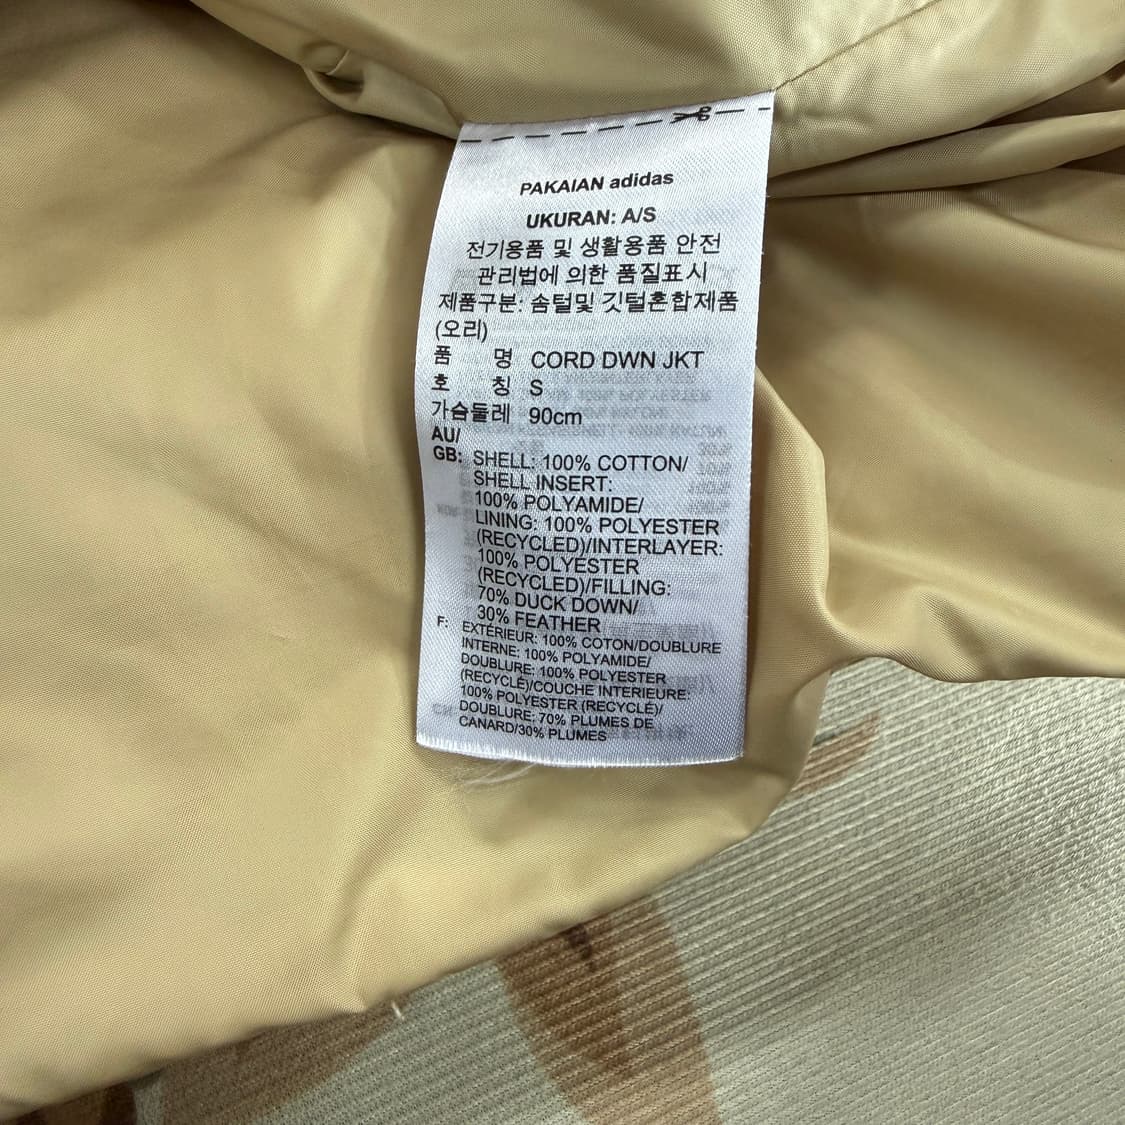 PAKAIAN adidas
UKURAN: A/S
전기용품 및 생활용품 안전
관리법에 의한 품질표시
제품구분: 솜털및 깃털혼합제품
(오리)
품 명 CORD DWN JKT
호 칭 S
가슴둘레 90cm
AU/
GB: SHELL: 100% COTTON/
SHELL INSERT:
100% POLYAMIDE/
LINING: 100% POLYESTER
(RECYCLED)/INTERLAYER:
100% POLYESTER
(RECYCLED)/FILLING:
70% DUCK DOWN/
30% FEATHER
F: EXTÉRIEUR: 100% COTON/DOUBLURE
INTERNE: 100% POLYAMIDE/
DOUBLURE: 100% POLYESTER
(RECYCLÉ)/COUCHE INTERIEURE:
100% POLYESTER (RECYCLÉ)/
DOUBLURE: 70% PLUMES DE
CANARD/30% PLUMES